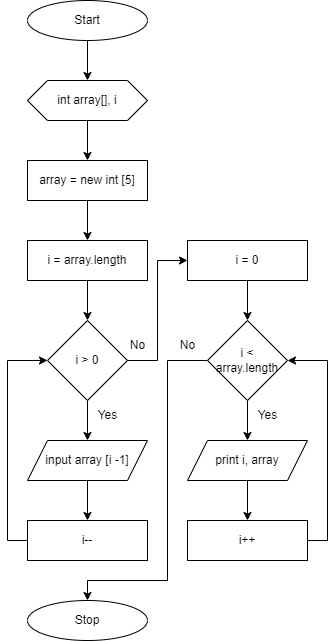 Start
int array[], i
array = new int [5]
i = array.length
i > 0
No
Yes
input array [i -1]
i--
i = 0
i <
array.length
No
Yes
print i, array
i++
Stop